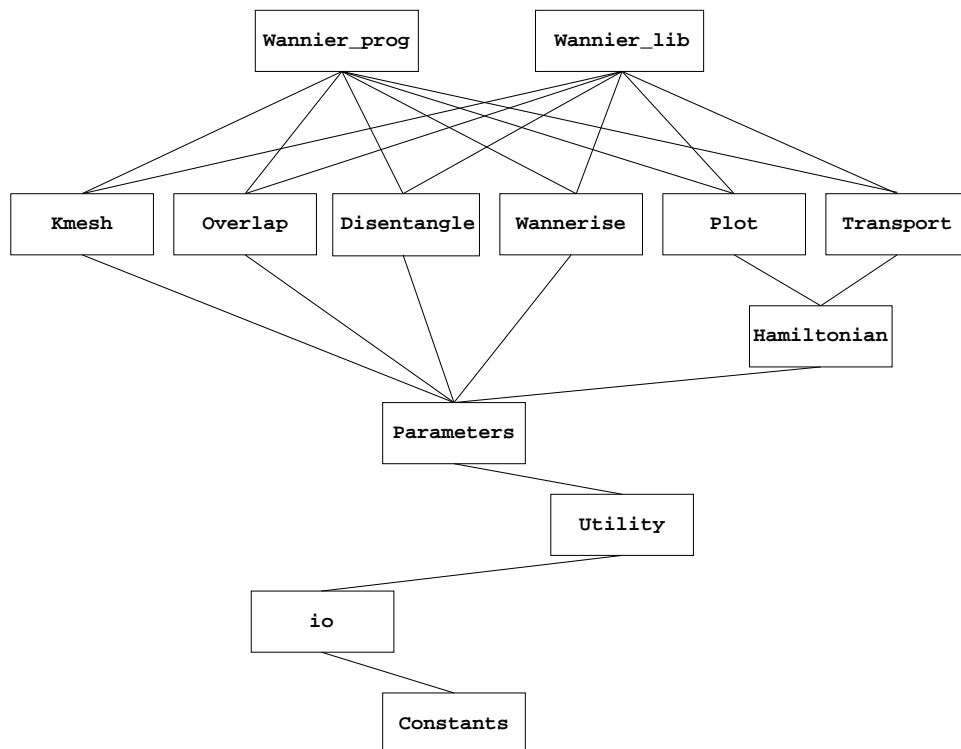 Wannier_prog
Wannier_lib
Kmesh
Overlap
Disentangle
Wannerise
Plot
Transport
Hamiltonian
Parameters
Utility
io
Constants